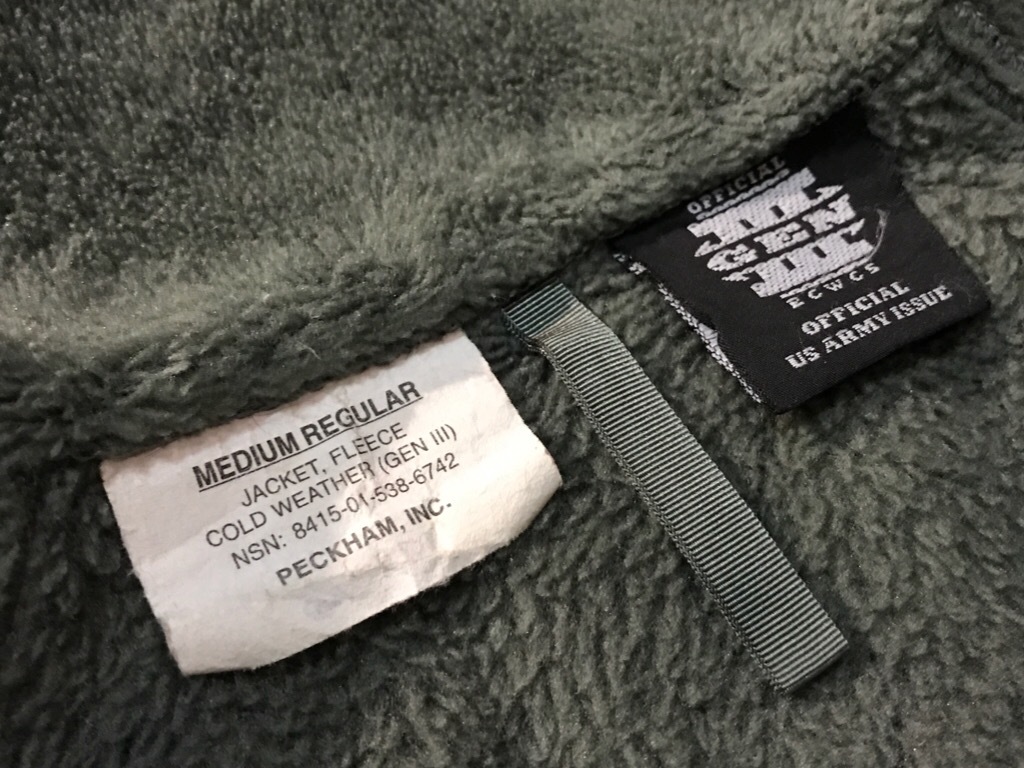 MEDIUM REGULAR
JACKET, FLEECE
COLD WEATHER (GEN III)
NSN: 8415-01-538-6742
PECKHAM, INC.
OFFICIAL
GEN
III
ECWCS
OFFICIAL
US ARMY ISSUE